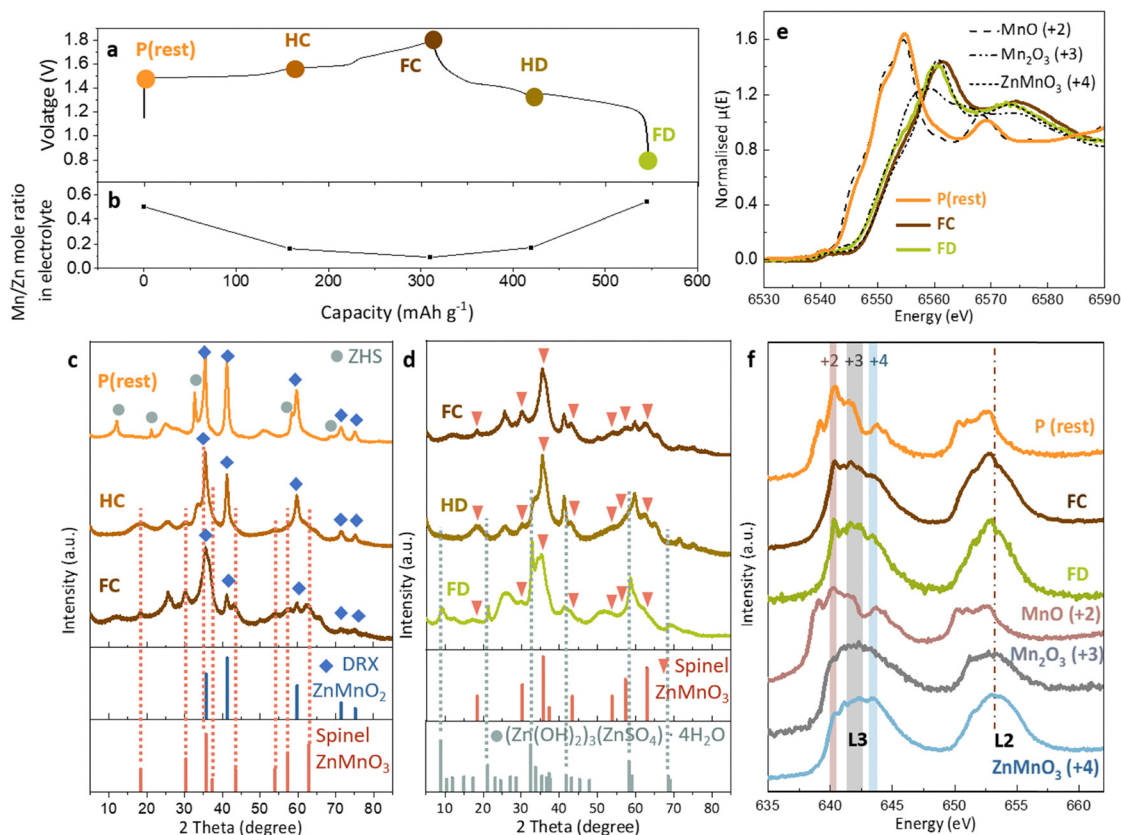 a
P(rest)
HC
FC
HD
FD
Volatge (V)
1.8
1.6
1.4
1.2
1.0
0.8
b
Mn/Zn mole ratio
in electrolyte
0.6
0.4
0.2
0.0
0 100 200 300 400 500 600
Capacity (mAh g⁻¹)
e
MnO (+2)
Mn₂O₃ (+3)
ZnMnO₃ (+4)
P(rest)
FC
FD
Normalised μ(E)
1.6
1.2
0.8
0.4
0.0
6530 6540 6550 6560 6570 6580 6590
Energy (eV)
c
ZHS
P(rest)
HC
FC
DRX
ZnMnO₂
Spinel
ZnMnO₃
Intensity (a.u.)
10 20 30 40 50 60 70 80
2 Theta (degree)
d
FC
HD
FD
Spinel
ZnMnO₃
(Zn(OH)₂)₃(ZnSO₄) · 4H₂O
Intensity (a.u.)
10 20 30 40 50 60 70 80
2 Theta (degree)
f
+2 +3 +4
P (rest)
FC
FD
MnO (+2)
Mn₂O₃ (+3)
L3
L2
ZnMnO₃ (+4)
Intensity (a.u.)
635 640 645 650 655 660
Energy (eV)